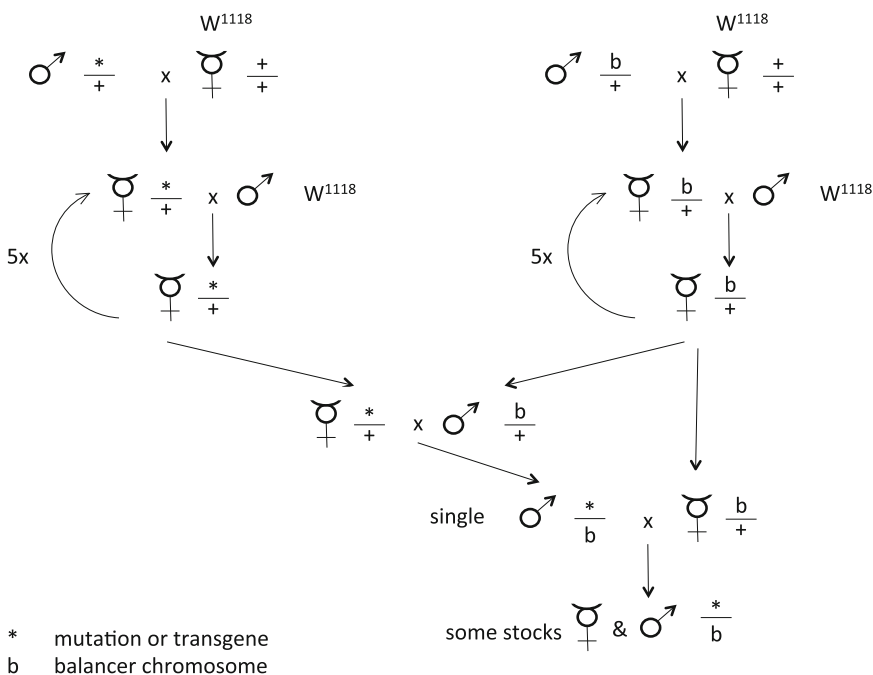 W1118 W1118
* / + x + / + b / + x + / +
* / + x W1118 b / + x W1118
5x 5x
* / + b / +
* / + x b / +
single * / b x b / +
some stocks & * / b
* mutation or transgene
b balancer chromosome